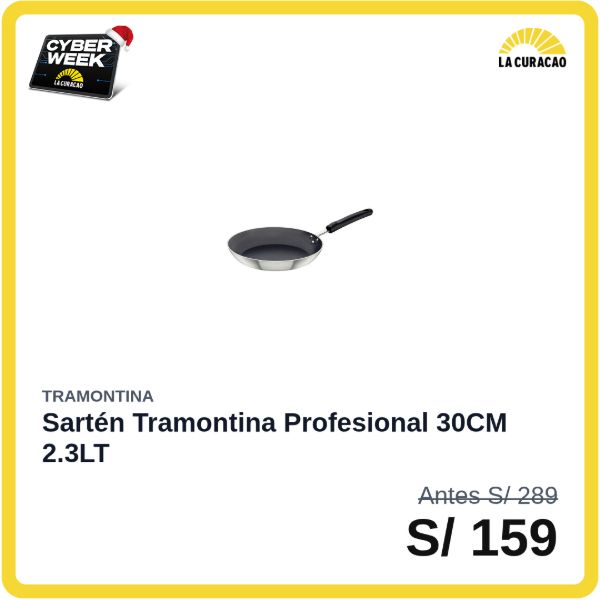 CYBER
WEEK
LA CURACAO
LA CURACAO
TRAMONTINA
Sartén Tramontina Profesional 30CM
2.3LT
Antes S/ 289
S/ 159